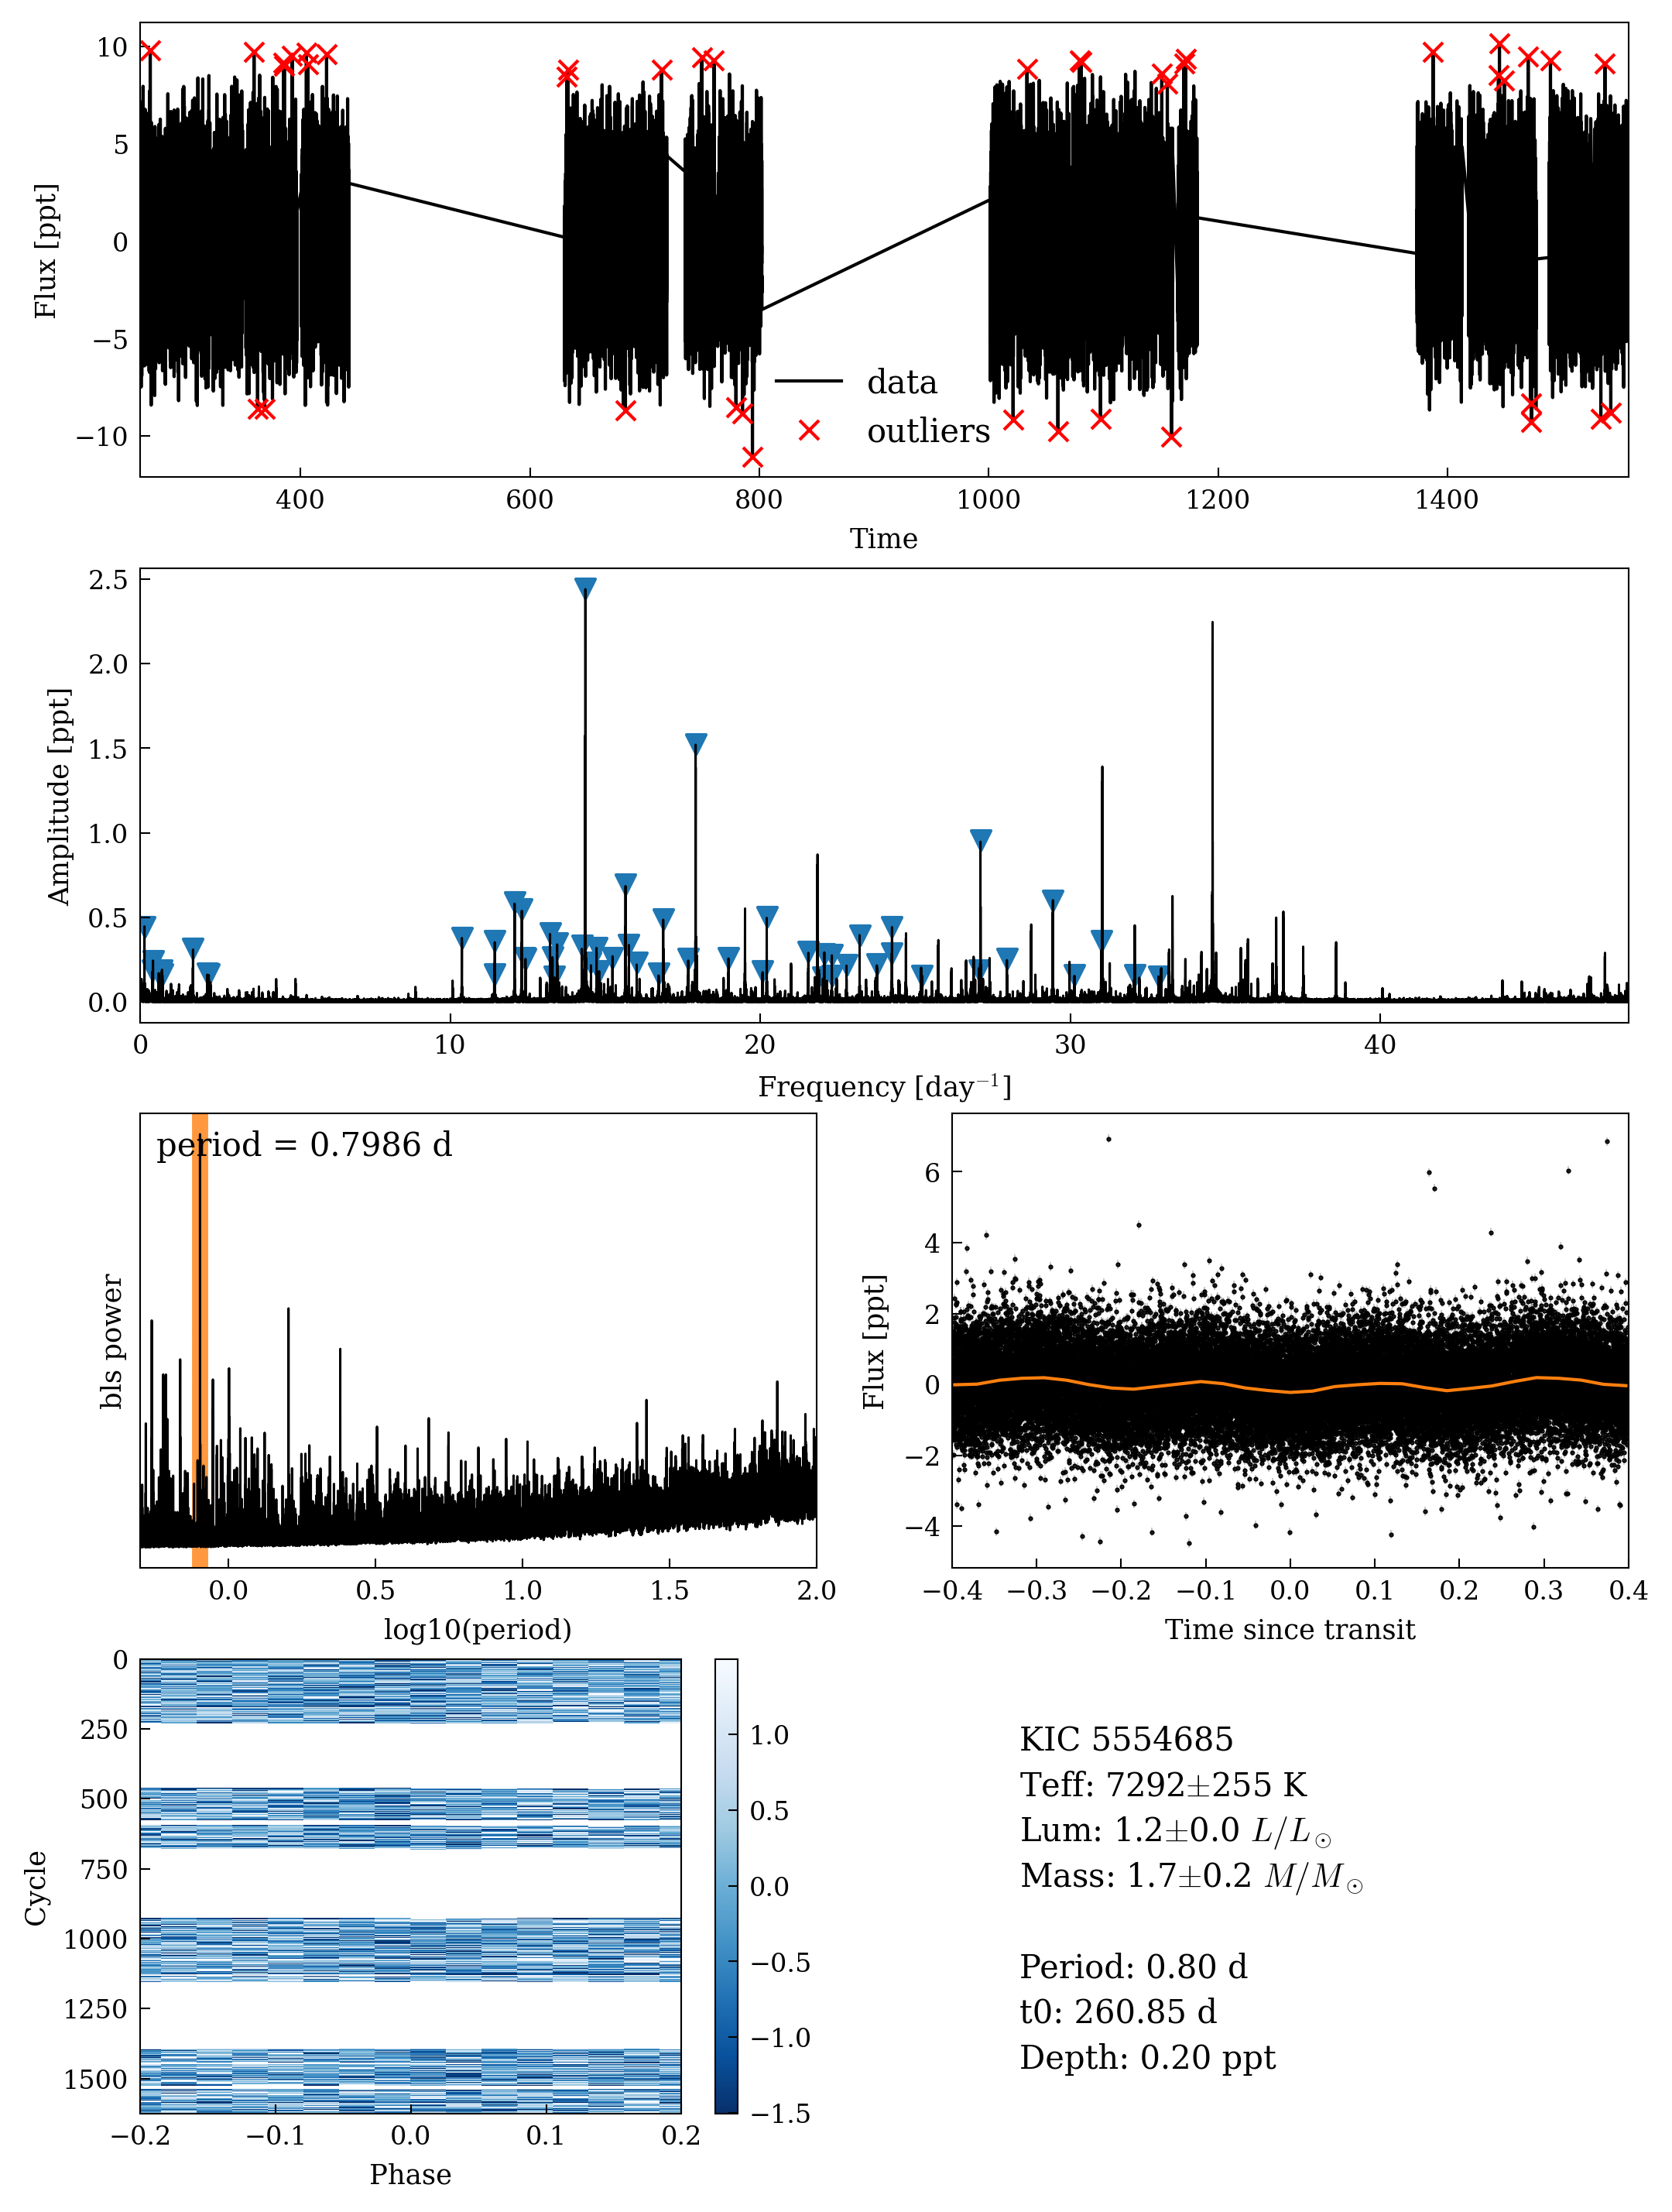 10
5
0
−5
−10
Flux [ppt]
data
outliers
400 600 800 1000 1200 1400
Time
2.5
2.0
1.5
1.0
0.5
0.0
Amplitude [ppt]
0 10 20 30 40
Frequency [day⁻¹]
period = 0.7986 d
bls power
0.0 0.5 1.0 1.5 2.0
log10(period)
6
4
2
0
−2
−4
Flux [ppt]
−0.4 −0.3 −0.2 −0.1 0.0 0.1 0.2 0.3 0.4
Time since transit
0
250
500
750
1000
1250
1500
Cycle
−0.2 −0.1 0.0 0.1 0.2
Phase
1.0
0.5
0.0
−0.5
−1.0
−1.5
KIC 5554685
Teff: 7292±255 K
Lum: 1.2±0.0 L/L⊙
Mass: 1.7±0.2 M/M⊙
Period: 0.80 d
t0: 260.85 d
Depth: 0.20 ppt